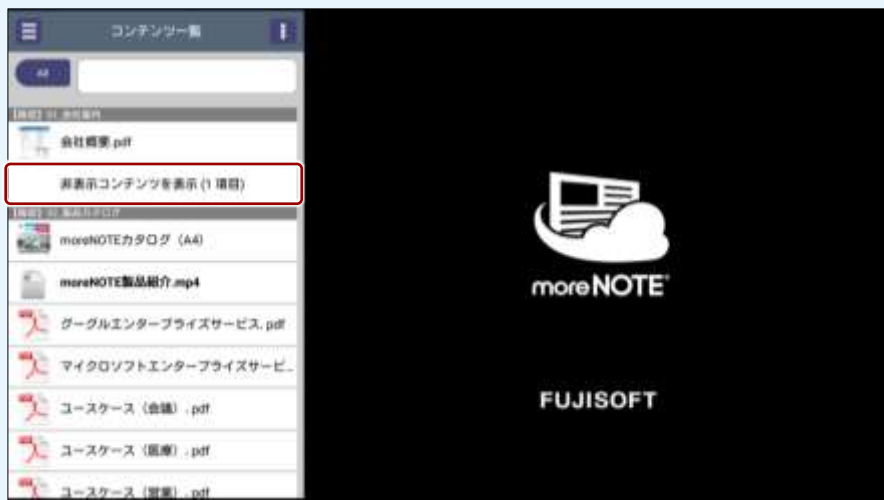 コンテンツ一覧
All
会社概要.pdf
非表示コンテンツを表示 (1 項目)
moreNOTEカタログ (A4)
moreNOTE製品紹介.mp4
グーグルエンタープライズサービス.pdf
マイクロソフトエンタープライズサービ...
ユースケース（会議）.pdf
ユースケース（医療）.pdf
ユースケース（営業）.pdf
moreNOTE
FUJISOFT